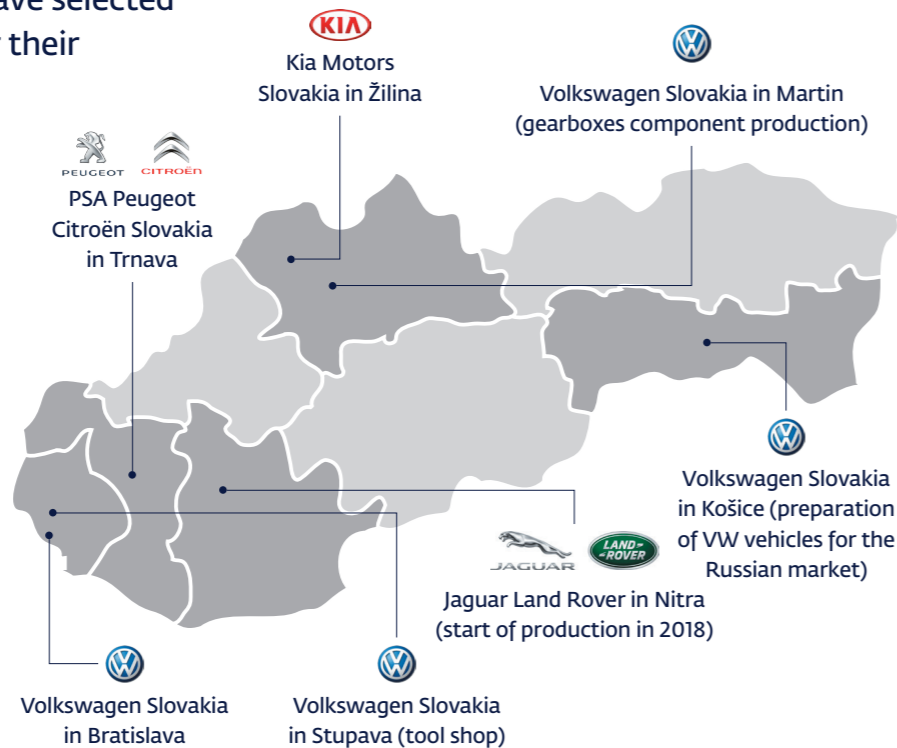 ave selected
their
KIA
Kia Motors
Slovakia in Žilina
Volkswagen Slovakia in Martin
(gearboxes component production)
PEUGEOT
CITROËN
PSA Peugeot
Citroën Slovakia
in Trnava
Volkswagen Slovakia
in Košice (preparation
of VW vehicles for the
Russian market)
JAGUAR
LAND-
ROVER
Jaguar Land Rover in Nitra
(start of production in 2018)
Volkswagen Slovakia
in Bratislava
Volkswagen Slovakia
in Stupava (tool shop)